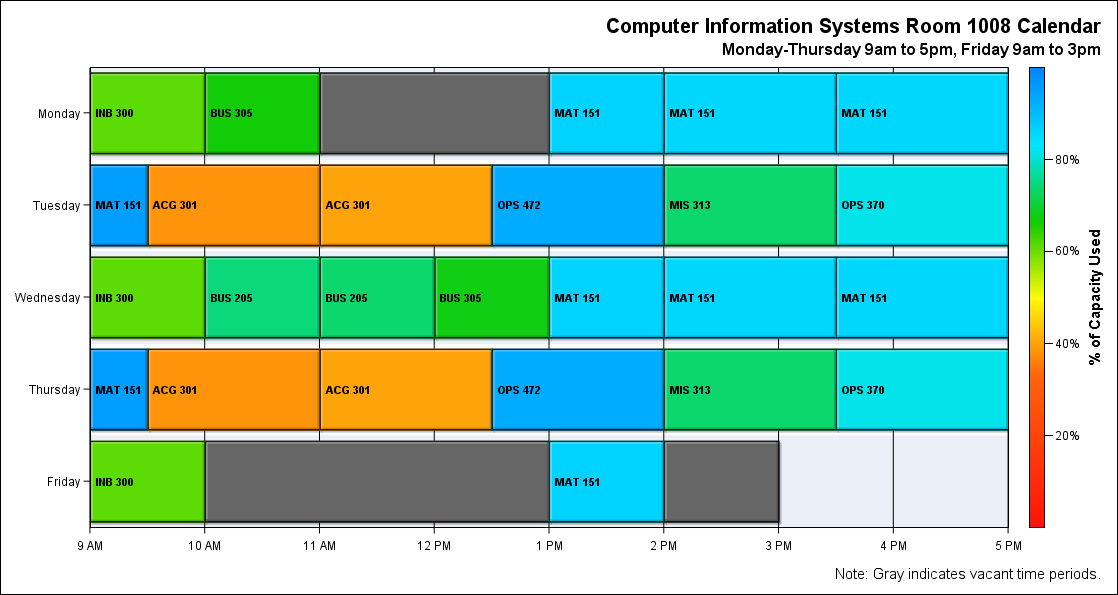 Computer Information Systems Room 1008 Calendar
Monday-Thursday 9am to 5pm, Friday 9am to 3pm
Monday
INB 300
BUS 305
MAT 151
MAT 151
MAT 151
Tuesday
MAT 151
ACG 301
ACG 301
OPS 472
MIS 313
OPS 370
Wednesday
INB 300
BUS 205
BUS 205
BUS 305
MAT 151
MAT 151
MAT 151
Thursday
MAT 151
ACG 301
ACG 301
OPS 472
MIS 313
OPS 370
Friday
INB 300
MAT 151
9 AM
10 AM
11 AM
12 PM
1 PM
2 PM
3 PM
4 PM
5 PM
80%
60%
40%
20%
% of Capacity Used
Note: Gray indicates vacant time periods.